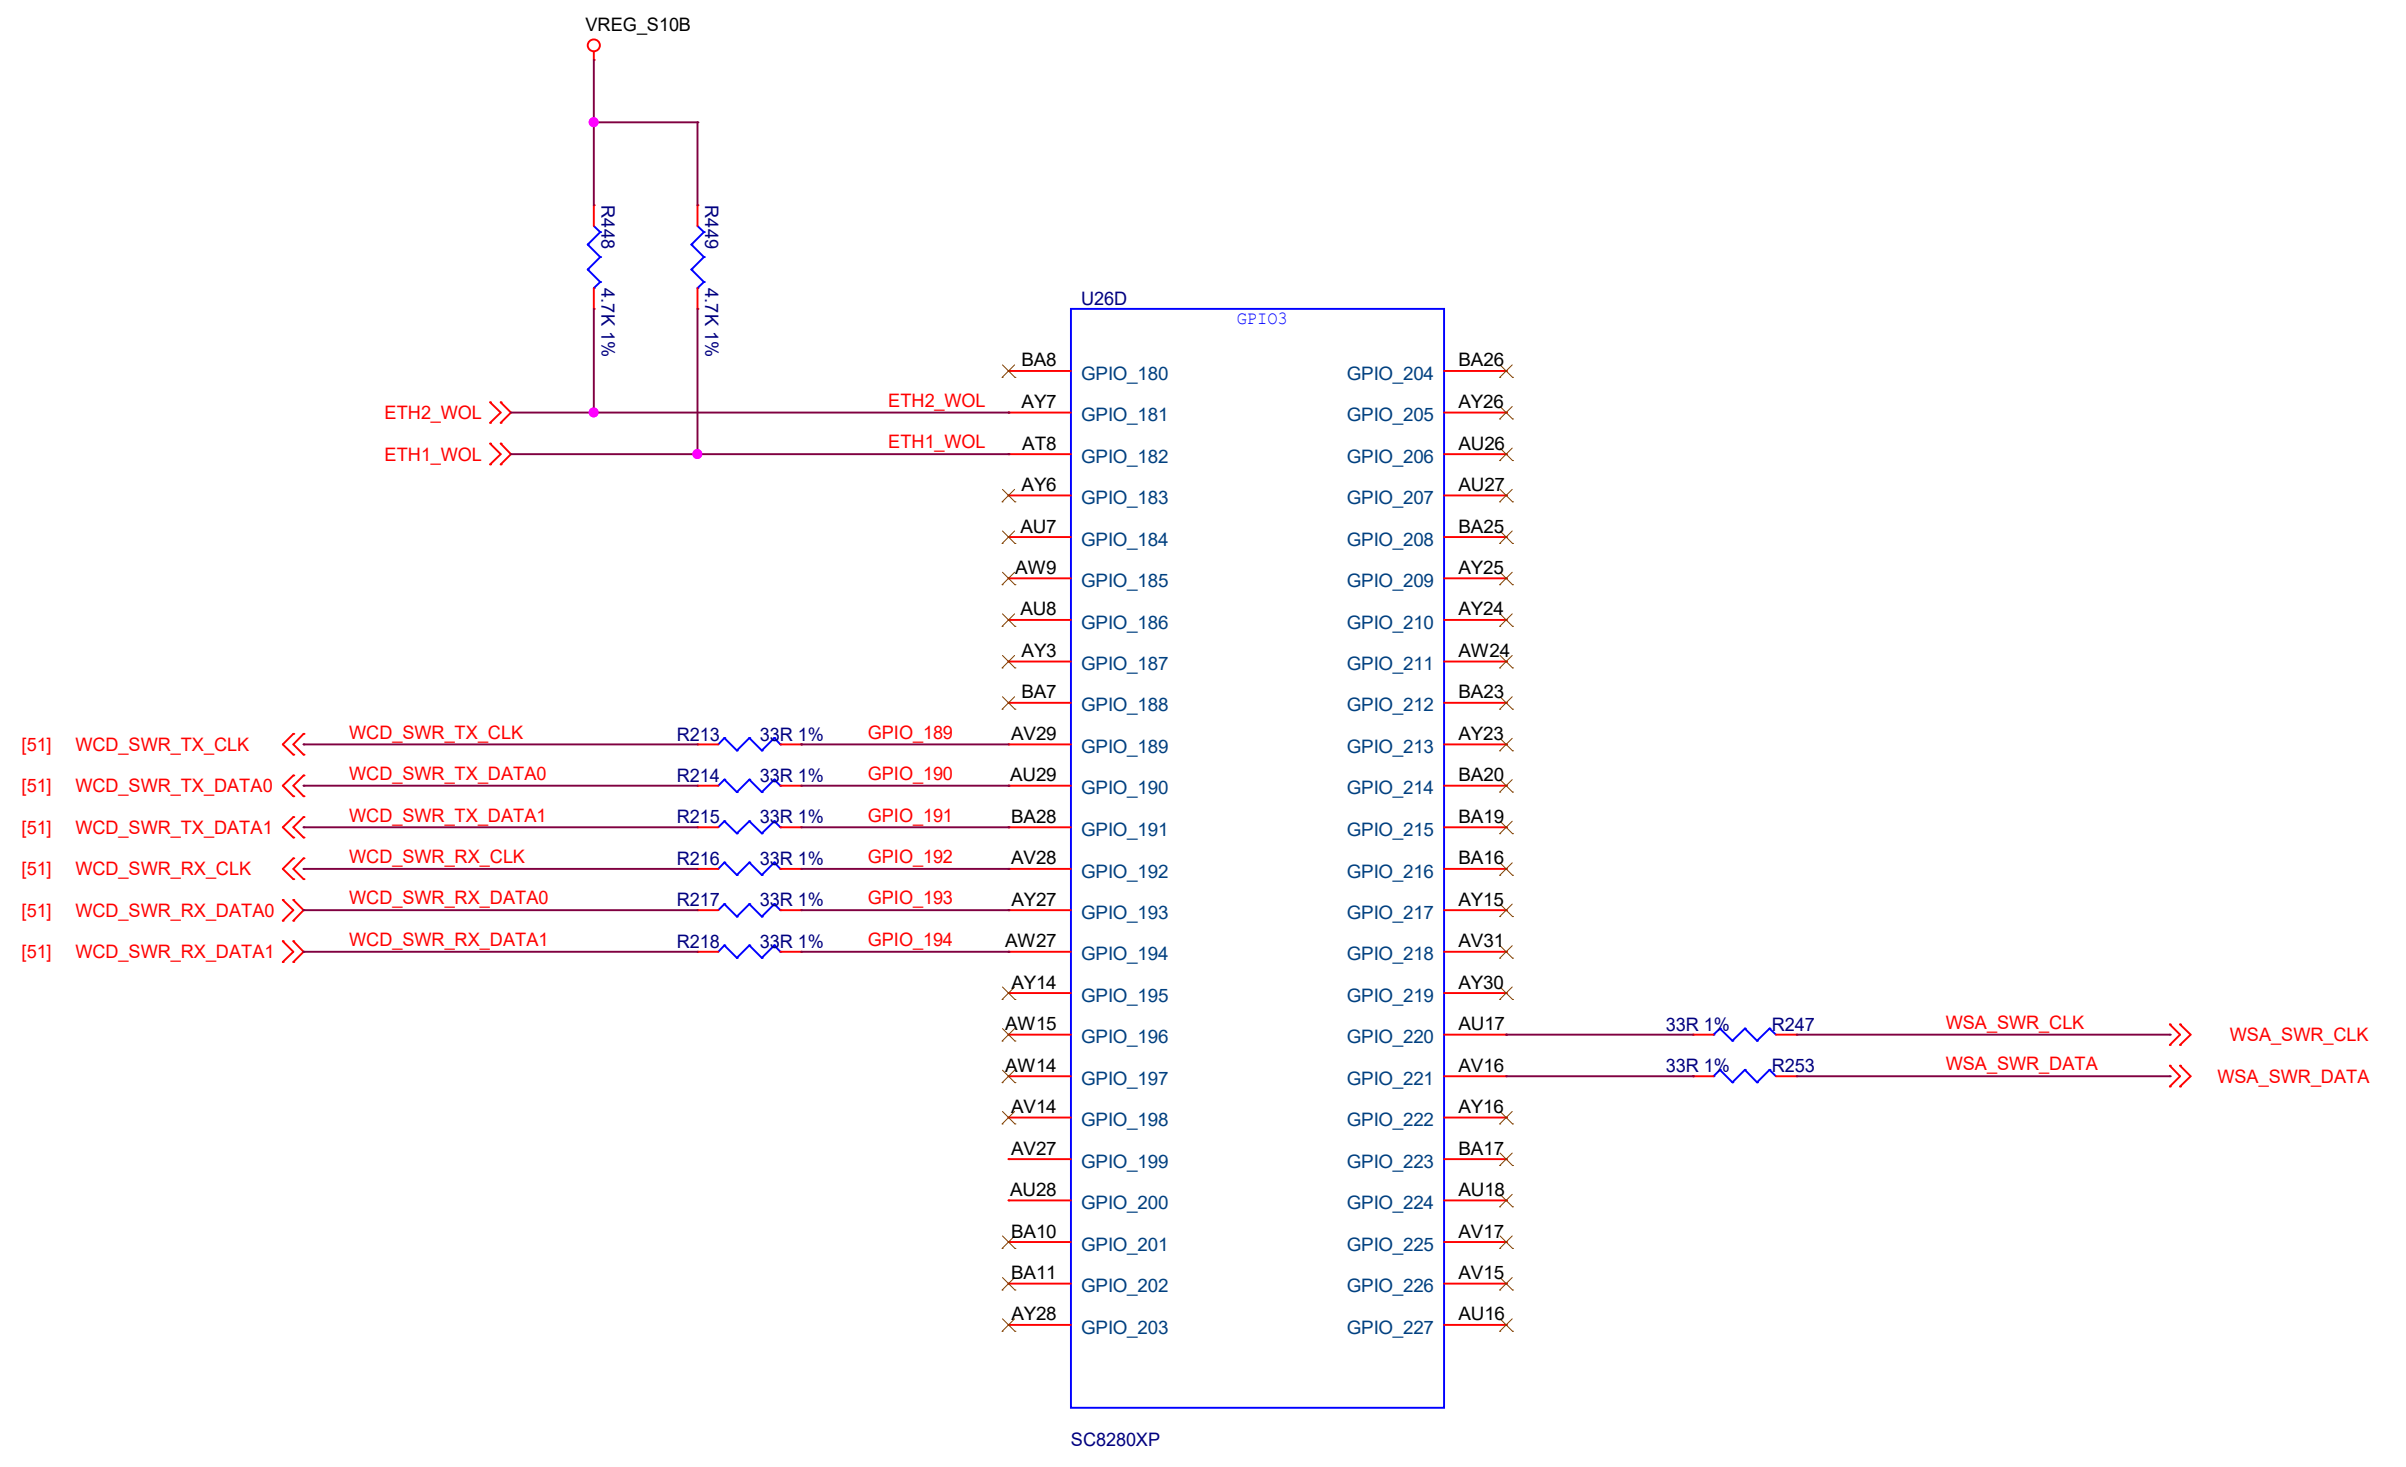 VREG_S10B
R448 4.7K 1%
R449 4.7K 1%
U26D
GPIO3
BA8 GPIO_180 GPIO_204 BA26
ETH2_WOL ETH2_WOL AY7 GPIO_181 GPIO_205 AY26
ETH1_WOL ETH1_WOL AT8 GPIO_182 GPIO_206 AU26
AY6 GPIO_183 GPIO_207 AU27
AU7 GPIO_184 GPIO_208 BA25
AW9 GPIO_185 GPIO_209 AY25
AU8 GPIO_186 GPIO_210 AY24
AY3 GPIO_187 GPIO_211 AW24
BA7 GPIO_188 GPIO_212 BA23
[51] WCD_SWR_TX_CLK WCD_SWR_TX_CLK R213 33R 1% GPIO_189 AV29 GPIO_189 GPIO_213 AY23
[51] WCD_SWR_TX_DATA0 WCD_SWR_TX_DATA0 R214 33R 1% GPIO_190 AU29 GPIO_190 GPIO_214 BA20
[51] WCD_SWR_TX_DATA1 WCD_SWR_TX_DATA1 R215 33R 1% GPIO_191 BA28 GPIO_191 GPIO_215 BA19
[51] WCD_SWR_RX_CLK WCD_SWR_RX_CLK R216 33R 1% GPIO_192 AV28 GPIO_192 GPIO_216 BA16
[51] WCD_SWR_RX_DATA0 WCD_SWR_RX_DATA0 R217 33R 1% GPIO_193 AY27 GPIO_193 GPIO_217 AY15
[51] WCD_SWR_RX_DATA1 WCD_SWR_RX_DATA1 R218 33R 1% GPIO_194 AW27 GPIO_194 GPIO_218 AV31
AY14 GPIO_195 GPIO_219 AY30
AW15 GPIO_196 GPIO_220 AU17 33R 1% R247 WSA_SWR_CLK WSA_SWR_CLK
AW14 GPIO_197 GPIO_221 AV16 33R 1% R253 WSA_SWR_DATA WSA_SWR_DATA
AV14 GPIO_198 GPIO_222 AY16
AV27 GPIO_199 GPIO_223 BA17
AU28 GPIO_200 GPIO_224 AU18
BA10 GPIO_201 GPIO_225 AV17
BA11 GPIO_202 GPIO_226 AV15
AY28 GPIO_203 GPIO_227 AU16
SC8280XP